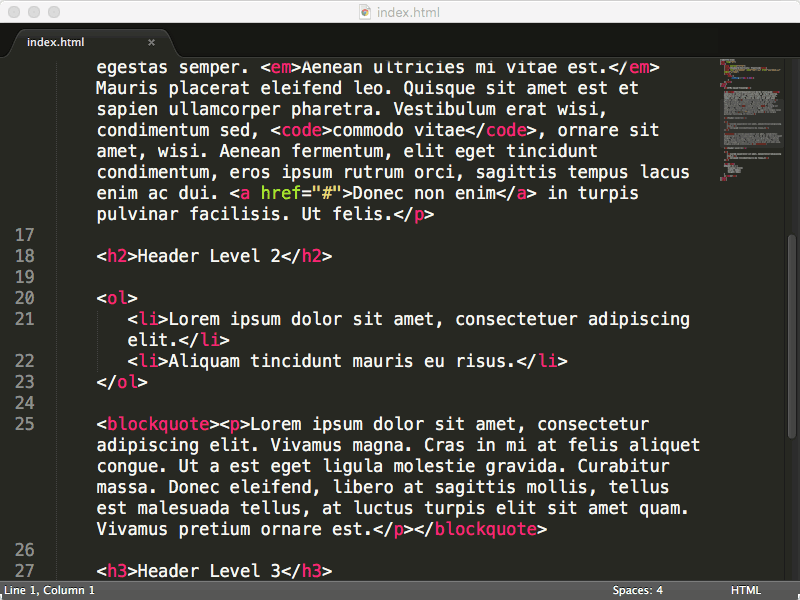 index.html
index.html
egestas semper. <em>Aenean ultricies mi vitae est.</em>
Mauris placerat eleifend leo. Quisque sit amet est et
sapien ullamcorper pharetra. Vestibulum erat wisi,
condimentum sed, <code>commodo vitae</code>, ornare sit
amet, wisi. Aenean fermentum, elit eget tincidunt
condimentum, eros ipsum rutrum orci, sagittis tempus lacus
enim ac dui. <a href="#">Donec non enim</a> in turpis
pulvinar facilisis. Ut felis.</p>
17
18 <h2>Header Level 2</h2>
19
20 <ol>
21 <li>Lorem ipsum dolor sit amet, consectetuer adipiscing
elit.</li>
22 <li>Aliquam tincidunt mauris eu risus.</li>
23 </ol>
24
25 <blockquote><p>Lorem ipsum dolor sit amet, consectetur
adipiscing elit. Vivamus magna. Cras in mi at felis aliquet
congue. Ut a est eget ligula molestie gravida. Curabitur
massa. Donec eleifend, libero at sagittis mollis, tellus
est malesuada tellus, at luctus turpis elit sit amet quam.
Vivamus pretium ornare est.</p></blockquote>
26
27 <h3>Header Level 3</h3>
Line 1, Column 1 Spaces: 4 HTML